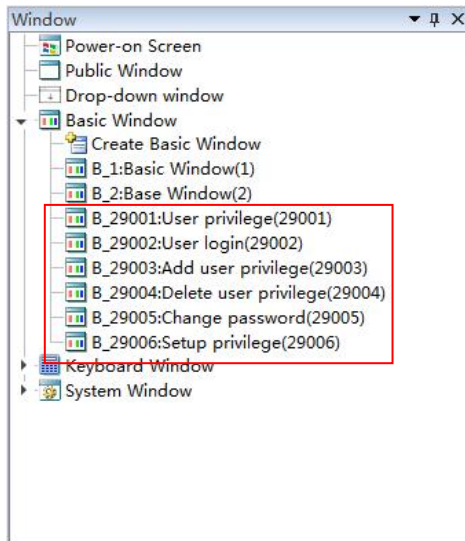 Window
Power-on Screen
Public Window
Drop-down window
Basic Window
Create Basic Window
B_1:Basic Window(1)
B_2:Base Window(2)
B_29001:User privilege(29001)
B_29002:User login(29002)
B_29003:Add user privilege(29003)
B_29004:Delete user privilege(29004)
B_29005:Change password(29005)
B_29006:Setup privilege(29006)
Keyboard Window
System Window